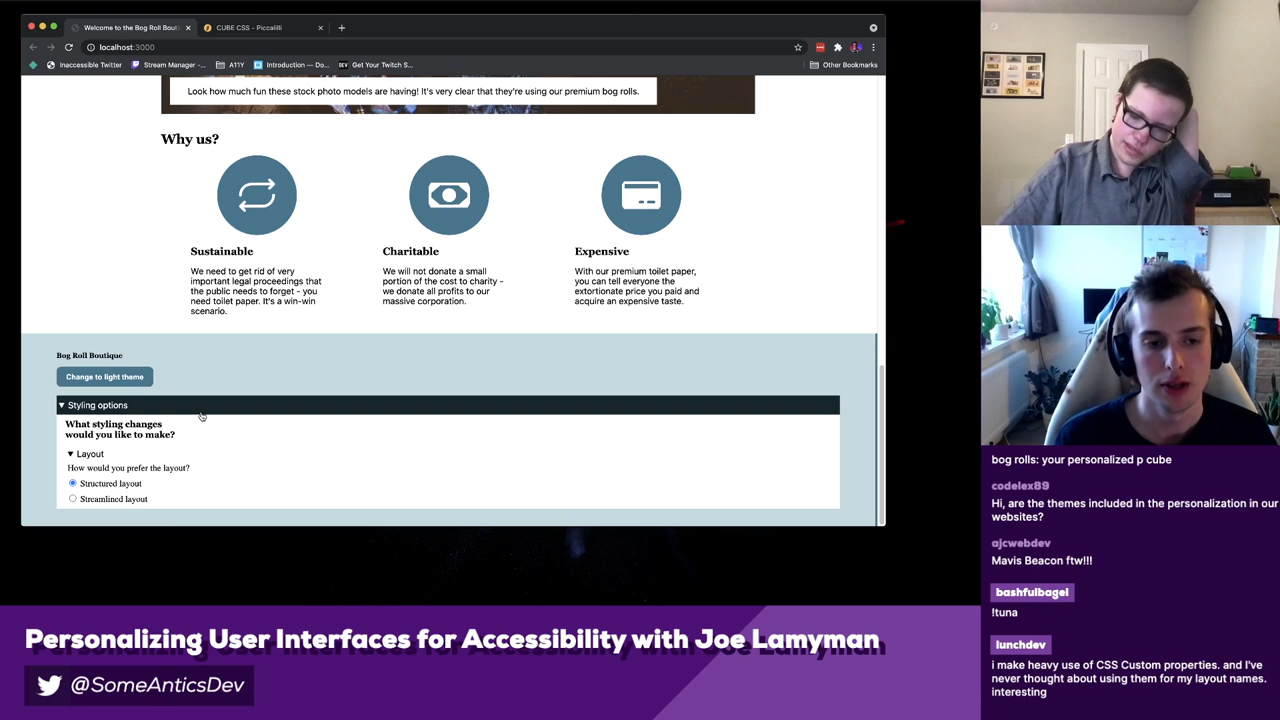 Welcome to the Bog Roll Bouti
CUBE CSS - Piccalilli
localhost:3000
Inaccessible Twitter
Stream Manager -...
A11Y
Introduction — Do...
DEV
Get Your Twitch S...
Other Bookmarks
Look how much fun these stock photo models are having! It's very clear that they're using our premium bog rolls.
Why us?
Sustainable
We need to get rid of very
important legal proceedings that
the public needs to forget - you
need toilet paper. It's a win-win
scenario.
Charitable
We will not donate a small
portion of the cost to charity -
we donate all profits to our
massive corporation.
Expensive
With our premium toilet paper,
you can tell everyone the
extortionate price you paid and
acquire an expensive taste.
Bog Roll Boutique
Change to light theme
Styling options
What styling changes
would you like to make?
Layout
How would you prefer the layout?
Structured layout
Streamlined layout
bog rolls: your personalized p cube
codelex89
Hi, are the themes included in the personalization in our
websites?
ajcwebdev
Mavis Beacon ftw!!!
bashfulbagel
!tuna
lunchdev
i make heavy use of CSS Custom properties. and I've
never thought about using them for my layout names.
interesting
Personalizing User Interfaces for Accessibility with Joe Lamyman
@SomeAnticsDev